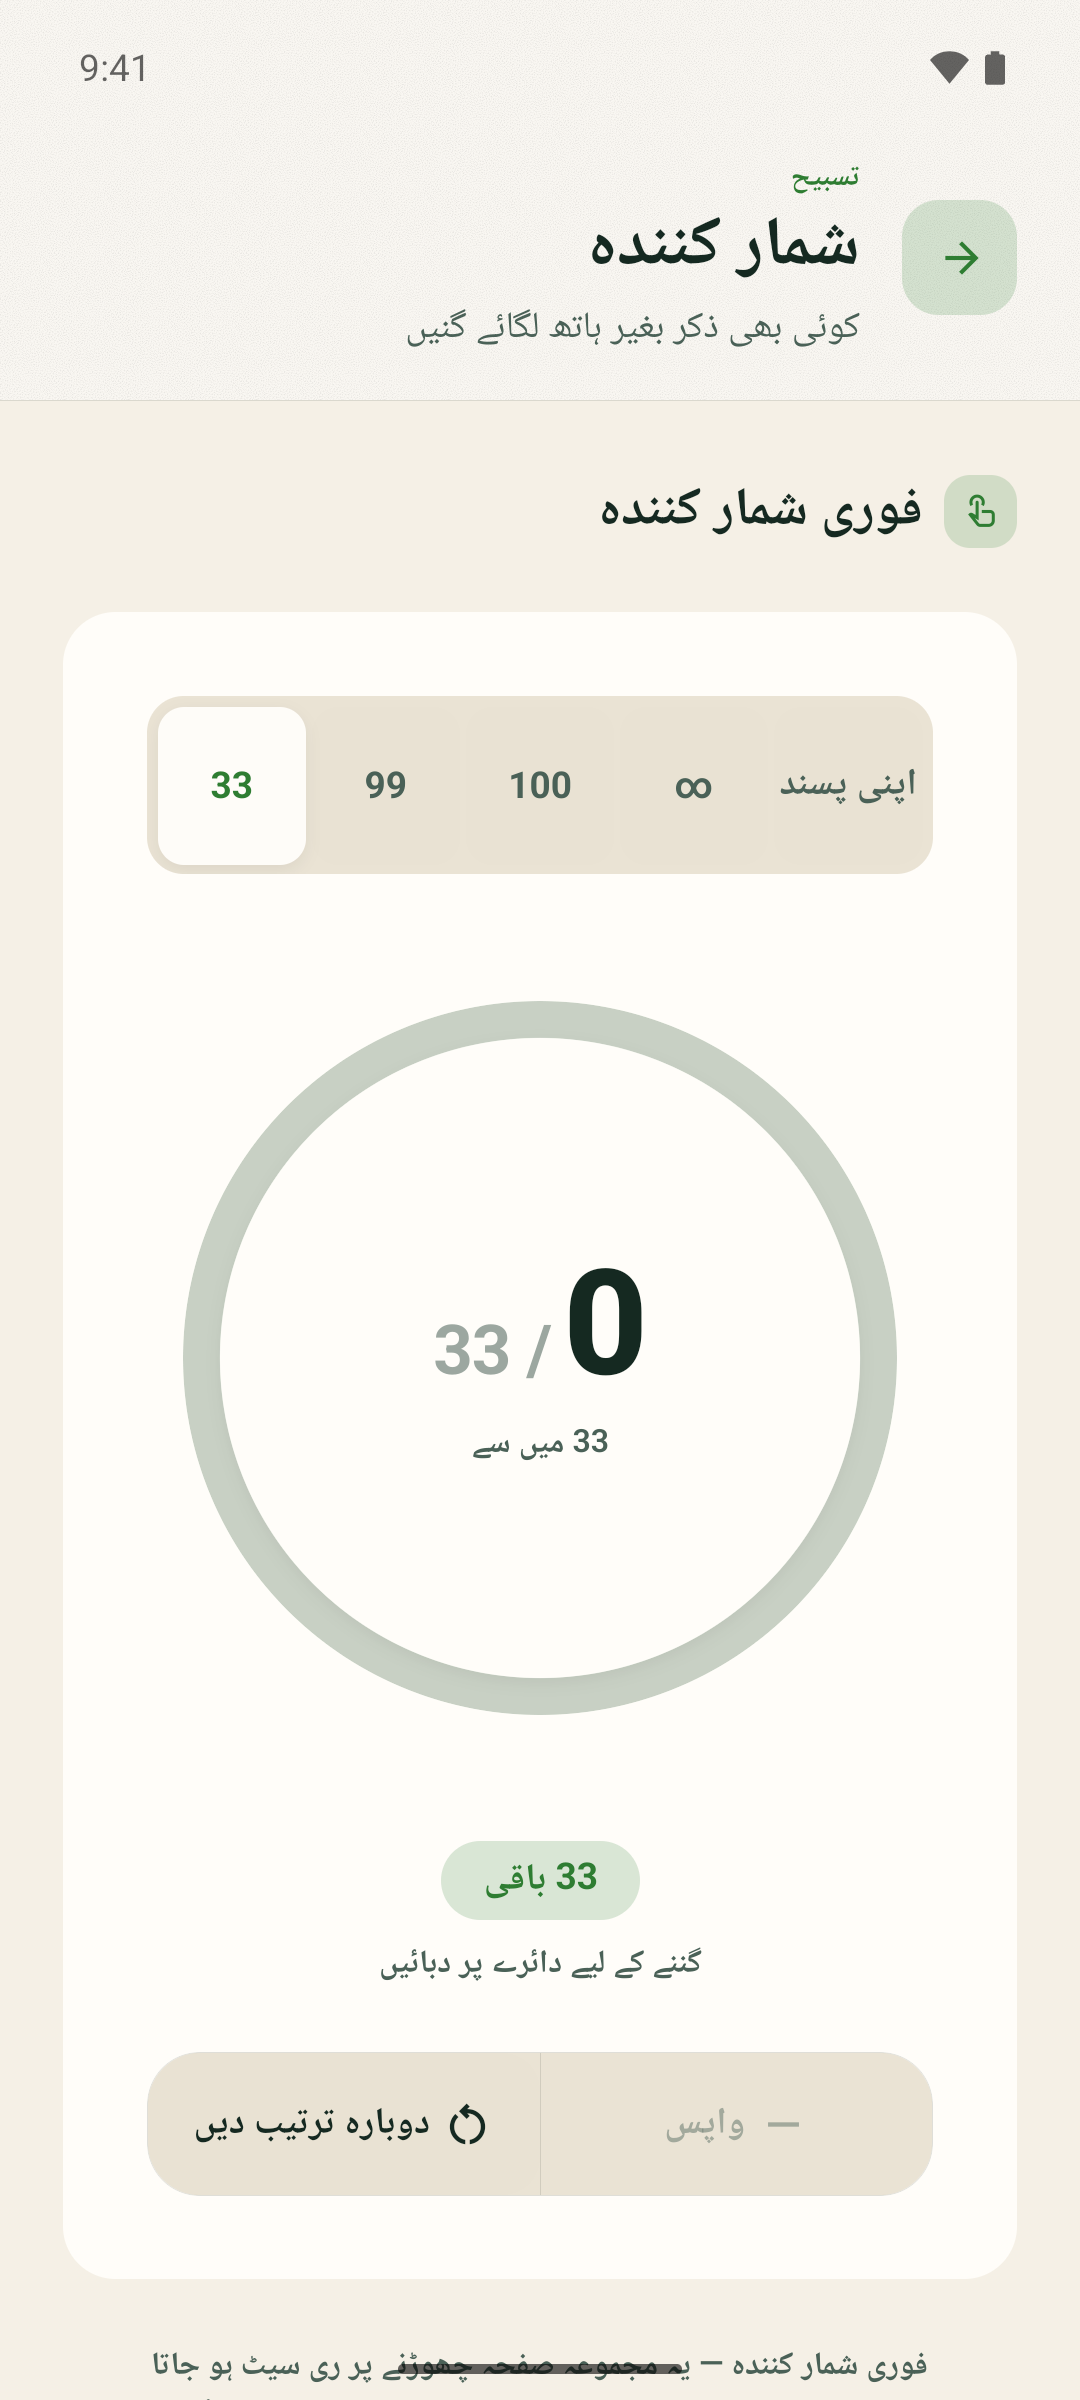 9:41
تسبیح
شمار کنندہ
کوئی بھی ذکر بغیر ہاتھ لگائے گنیں
فوری شمار کنندہ
اپنی پسند ∞ 100 99 33
0 / 33
33 میں سے
33 باقی
گننے کے لیے دائرے پر دبائیں
واپس دوبارہ ترتیب دیں
فوری شمار کنندہ — یہ مجموعہ صفحہ چھوڑنے پر ری سیٹ ہو جاتا